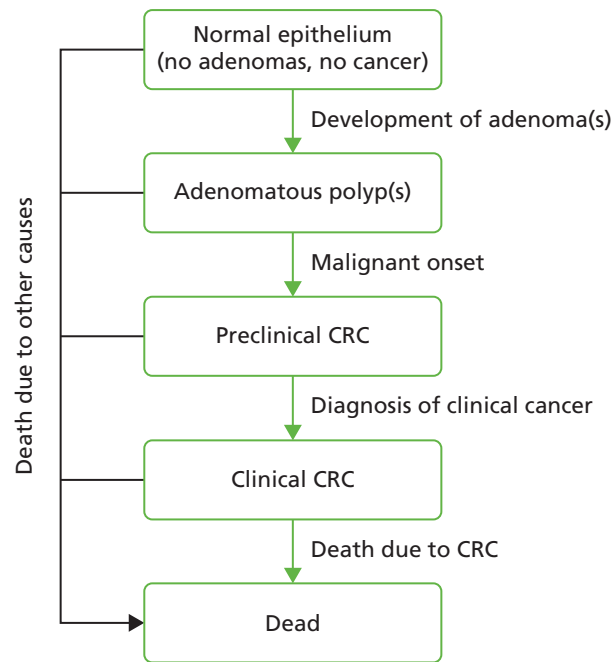 Normal epithelium
(no adenomas, no cancer)
Development of adenoma(s)
Adenomatous polyp(s)
Malignant onset
Preclinical CRC
Diagnosis of clinical cancer
Clinical CRC
Death due to CRC
Dead
Death due to other causes